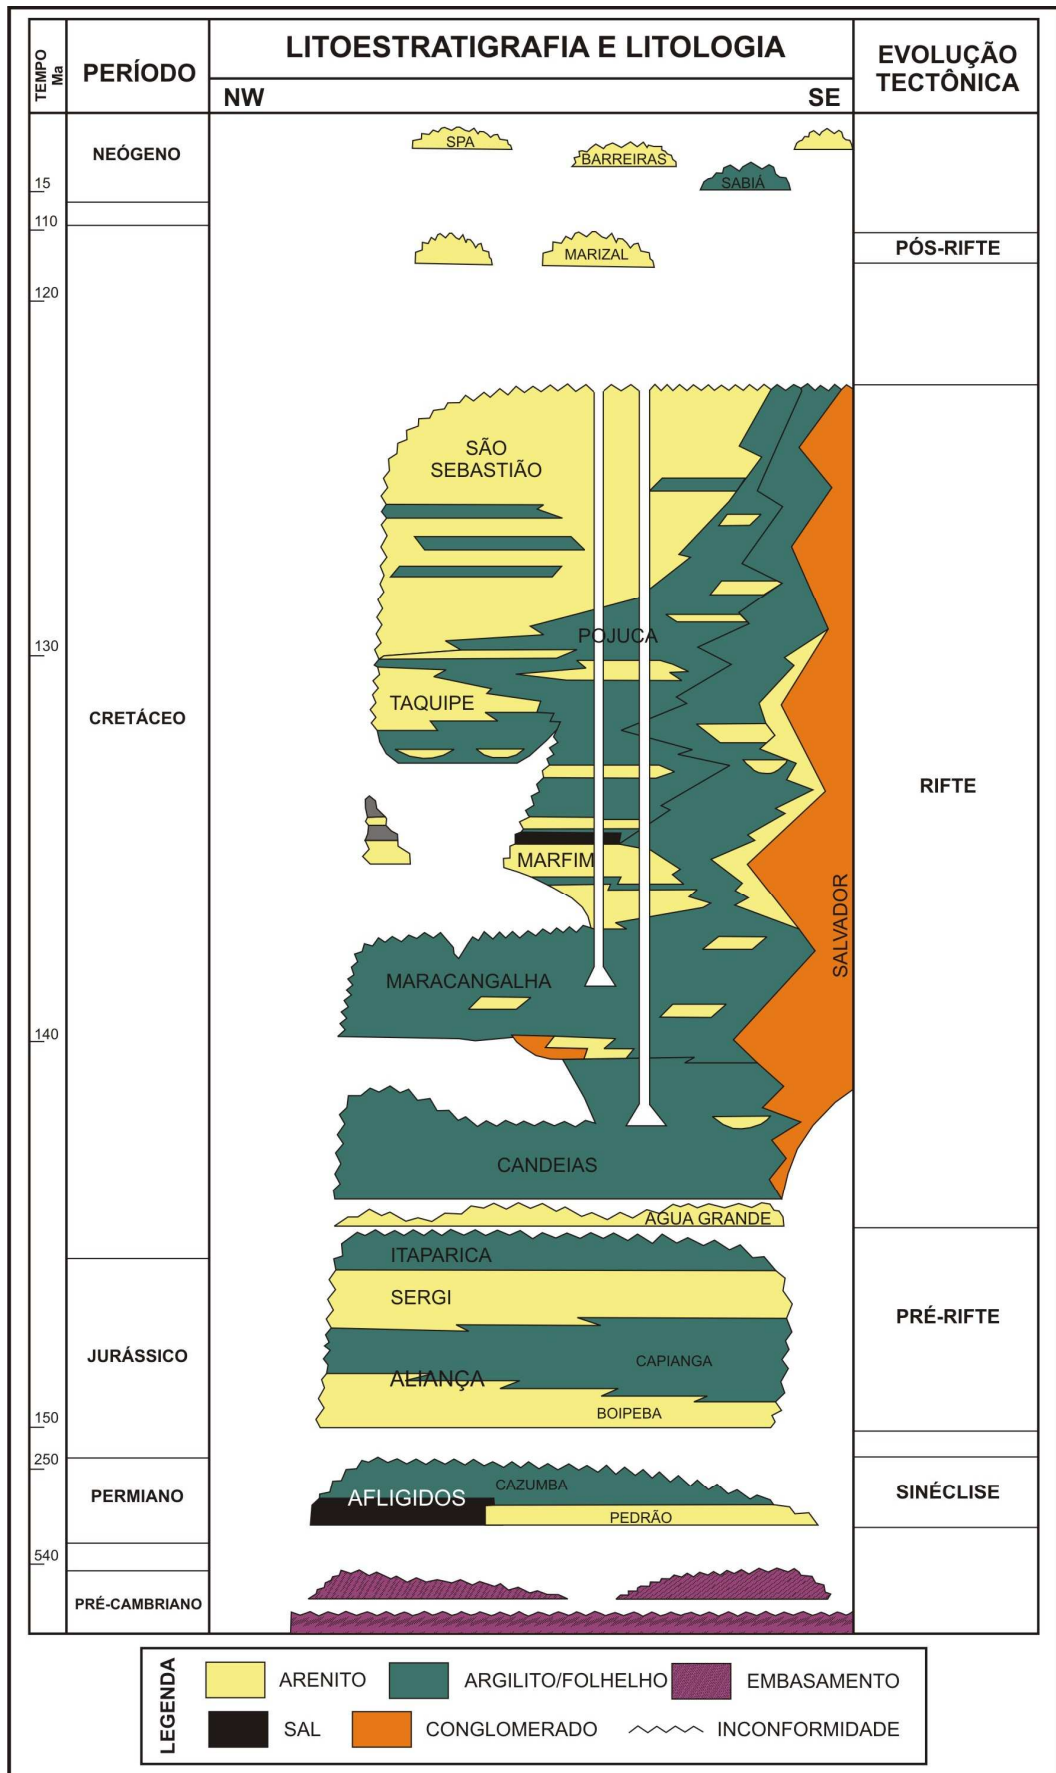 TEMPO
Ma
PERÍODO
LITOESTRATIGRAFIA E LITOLOGIA
NW
SE
EVOLUÇÃO
TECTÔNICA
SPA
BARREIRAS
NEÓGENO
SABIÁ
15
110
MARIZAL
PÓS-RIFTE
120
SÃO
SEBASTIÃO
POJUCA
130
TAQUIPE
CRETÁCEO
RIFTE
MARFIM
SALVADOR
MARACANGALHA
140
CANDEIAS
AGUA GRANDE
ITAPARICA
SERGI
PRÉ-RIFTE
JURÁSSICO
CAPIANGA
ALIANÇA
BOIPEBA
150
250
CAZUMBA
AFLIGIDOS
PERMIANO
SINÉCLISE
PEDRÃO
540
PRÉ-CAMBRIANO
LEGENDA
ARENITO
ARGILITO/FOLHELHO
EMBASAMENTO
SAL
CONGLOMERADO
INCONFORMIDADE